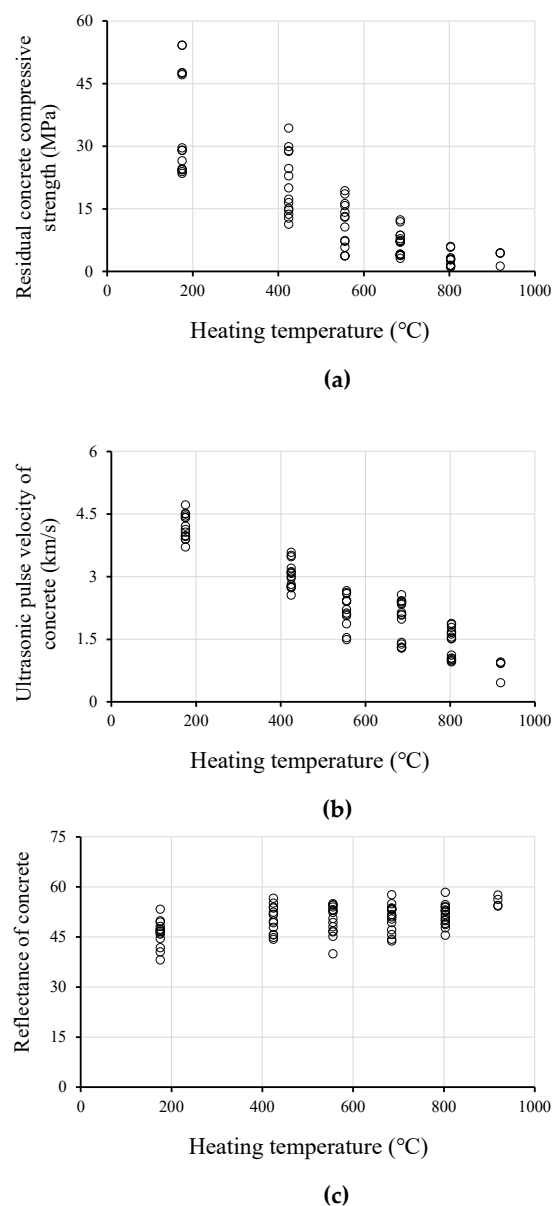 60
45
30
15
0
Residual concrete compressive
strength (MPa)
0 200 400 600 800 1000
Heating temperature (℃)
(a)
6
4.5
3
1.5
0
Ultrasonic pulse velocity of
concrete (km/s)
0 200 400 600 800 1000
Heating temperature (℃)
(b)
75
60
45
30
15
0
Reflectance of concrete
0 200 400 600 800 1000
Heating temperature (℃)
(c)